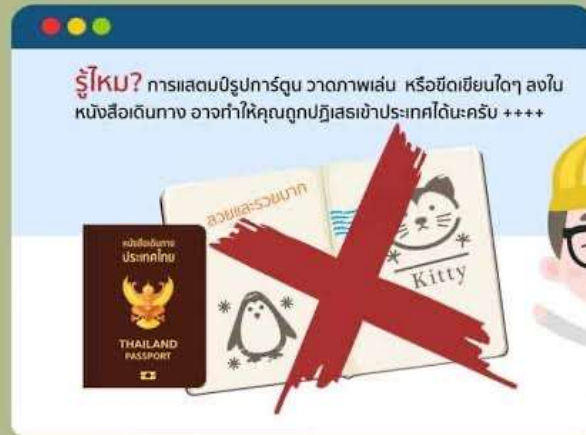 รู้ไหม? การแสตมป์รูปการ์ตูน วาดภาพเล่น หรือขีดเขียนใดๆ ลงใน
หนังสือเดินทาง อาจทำให้คุณถูกปฏิเสธเข้าประเทศได้นะครับ ++++
สวยและรวยมาก
Kitty
หนังสือเดินทาง
ประเทศไทย
THAILAND
PASSPORT